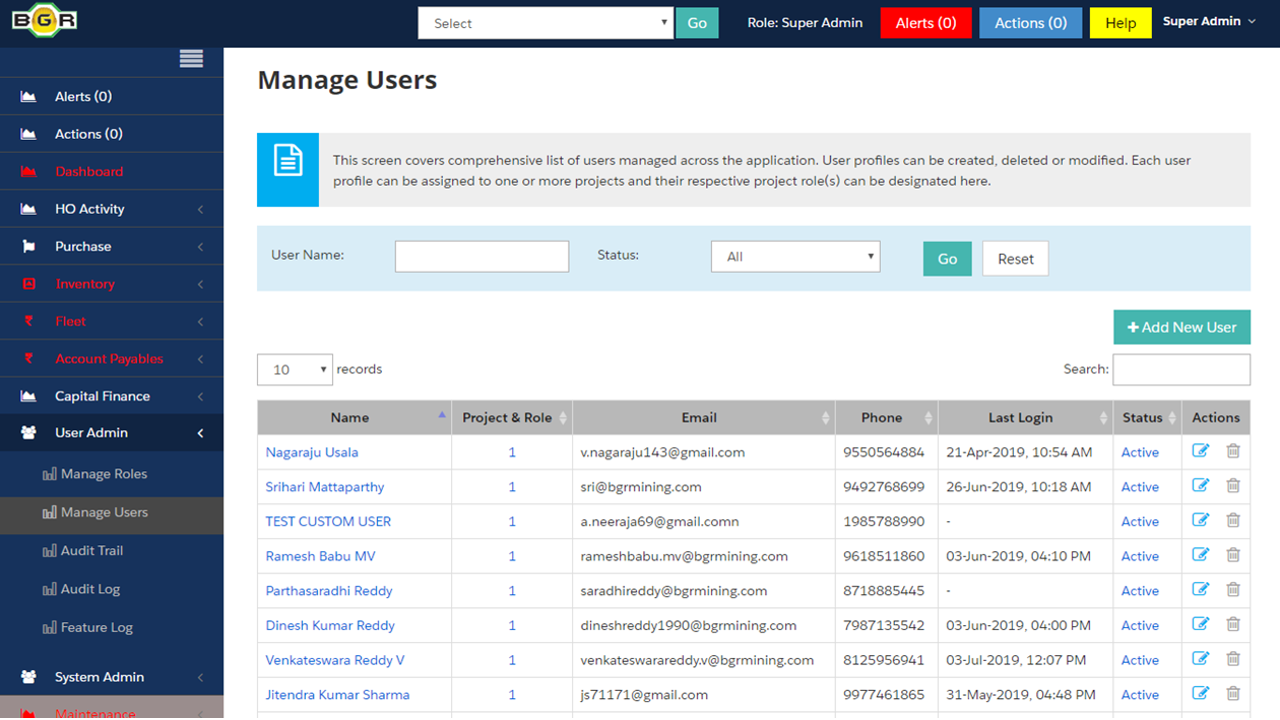 BGR
Select
Go
Role: Super Admin
Alerts (0)
Actions (0)
Help
Super Admin
Alerts (0)
Actions (0)
Dashboard
HO Activity
Purchase
Inventory
Fleet
Account Payables
Capital Finance
User Admin
Manage Roles
Manage Users
Audit Trail
Audit Log
Feature Log
System Admin
Maintenance
Manage Users
This screen covers comprehensive list of users managed across the application. User profiles can be created, deleted or modified. Each user
profile can be assigned to one or more projects and their respective project role(s) can be designated here.
User Name: Status: All Go Reset
Add New User
10 records Search:
Name Project & Role Email Phone Last Login Status Actions
Nagaraju Usala 1 v.nagaraju143@gmail.com 9550564884 21-Apr-2019, 10:54 AM Active
Srihari Mattaparthy 1 sri@bgrmining.com 9492768699 26-Jun-2019, 10:18 AM Active
TEST CUSTOM USER 1 a.neeraja69@gmail.comn 1985788990 - Active
Ramesh Babu MV 1 rameshbabu.mv@bgrmining.com 9618511860 03-Jun-2019, 04:10 PM Active
Parthasaradhi Reddy 1 saradhireddy@bgrmining.com 8718885445 - Active
Dinesh Kumar Reddy 1 dineshreddy1990@bgrmining.com 7987135542 03-Jun-2019, 04:00 PM Active
Venkateswara Reddy V 1 venkateswarareddy.v@bgrmining.com 8125956941 03-Jul-2019, 12:07 PM Active
Jitendra Kumar Sharma 1 js71171@gmail.com 9977461865 31-May-2019, 04:48 PM Active